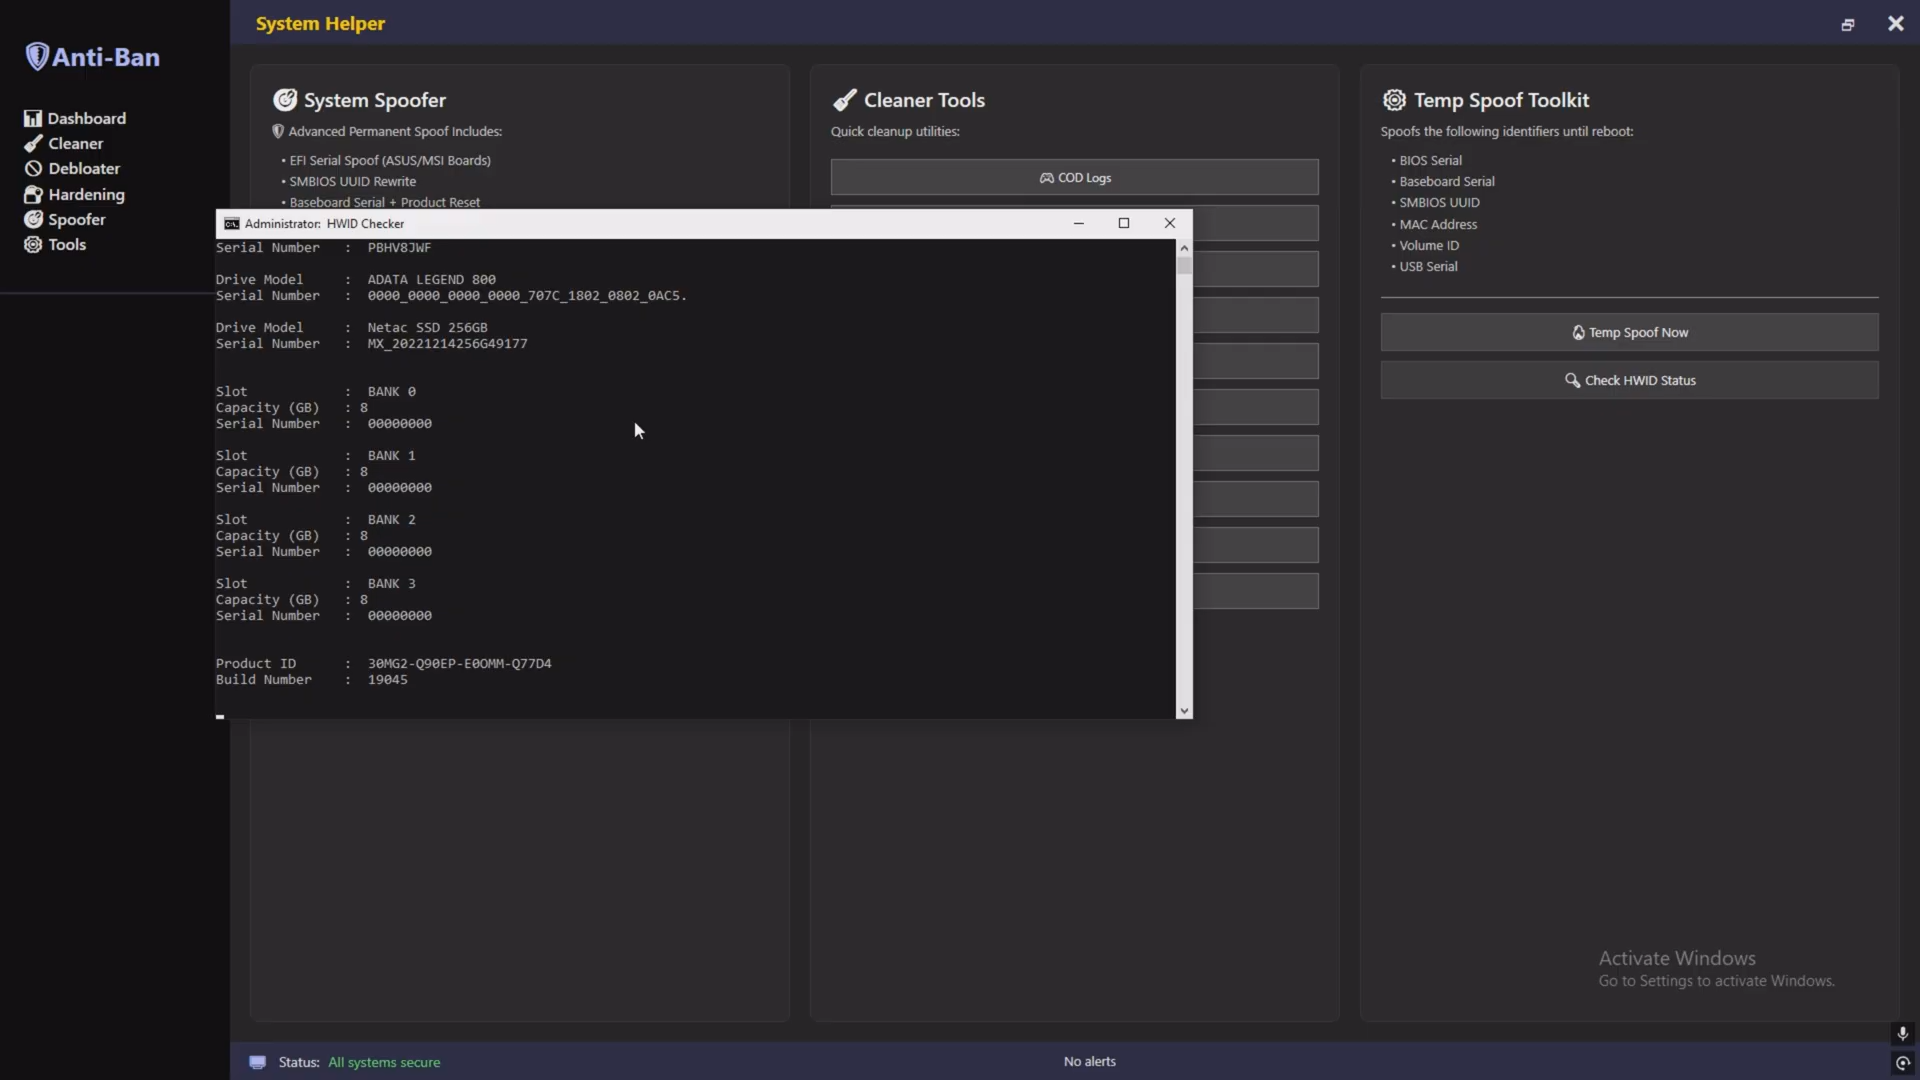 System Helper
Anti-Ban
Dashboard
Cleaner
Debloater
Hardening
Spoofer
Tools
System Spoofer
Advanced Permanent Spoof Includes:
• EFI Serial Spoof (ASUS/MSI Boards)
• SMBIOS UUID Rewrite
• Baseboard Serial + Product Reset
Cleaner Tools
Quick cleanup utilities:
COD Logs
Temp Spoof Toolkit
Spoofs the following identifiers until reboot:
• BIOS Serial
• Baseboard Serial
• SMBIOS UUID
• MAC Address
• Volume ID
• USB Serial
Temp Spoof Now
Check HWID Status
Administrator: HWID Checker
Serial Number : PBHV8JWF
Drive Model : ADATA LEGEND 800
Serial Number : 0000_0000_0000_0000_707C_1802_0802_0AC5.
Drive Model : Netac SSD 256GB
Serial Number : MX_20221214256G49177
Slot : BANK 0
Capacity (GB) : 8
Serial Number : 00000000
Slot : BANK 1
Capacity (GB) : 8
Serial Number : 00000000
Slot : BANK 2
Capacity (GB) : 8
Serial Number : 00000000
Slot : BANK 3
Capacity (GB) : 8
Serial Number : 00000000
Product ID : 30MG2-Q90EP-E0OMM-Q77D4
Build Number : 19045
Activate Windows
Go to Settings to activate Windows.
Status: All systems secure
No alerts